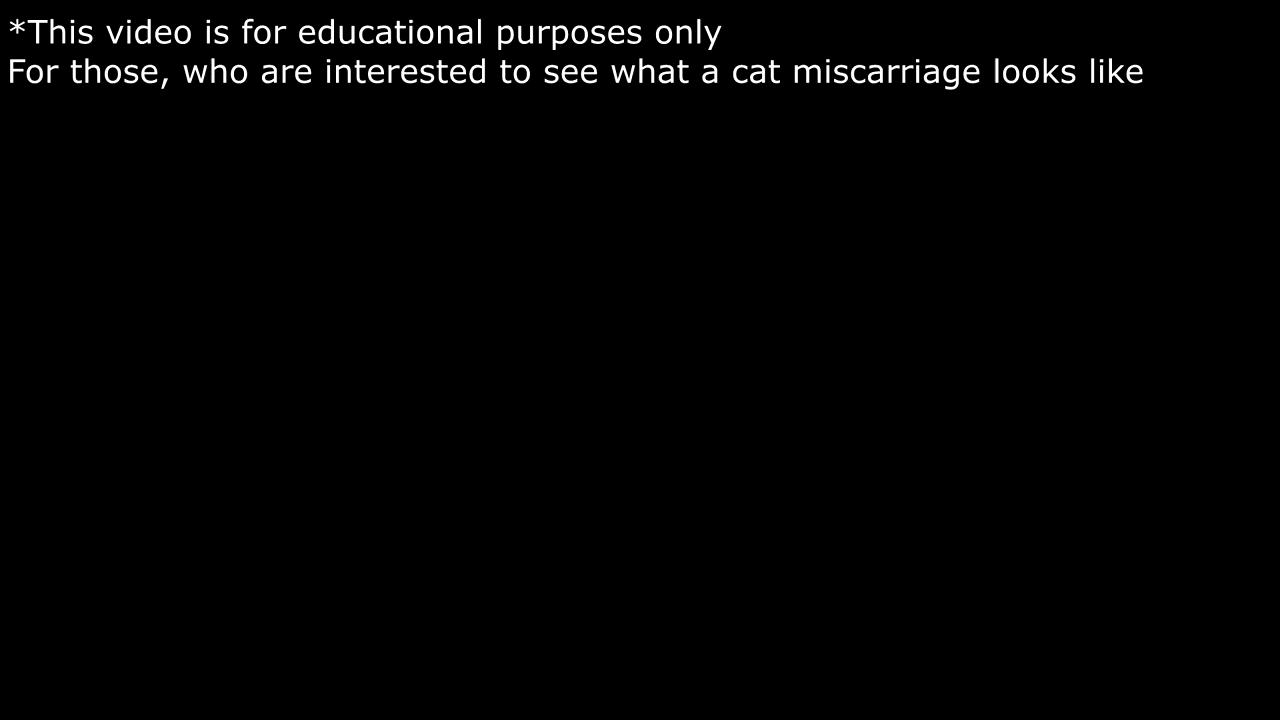 *This video is for educational purposes only
For those, who are interested to see what a cat miscarriage looks like